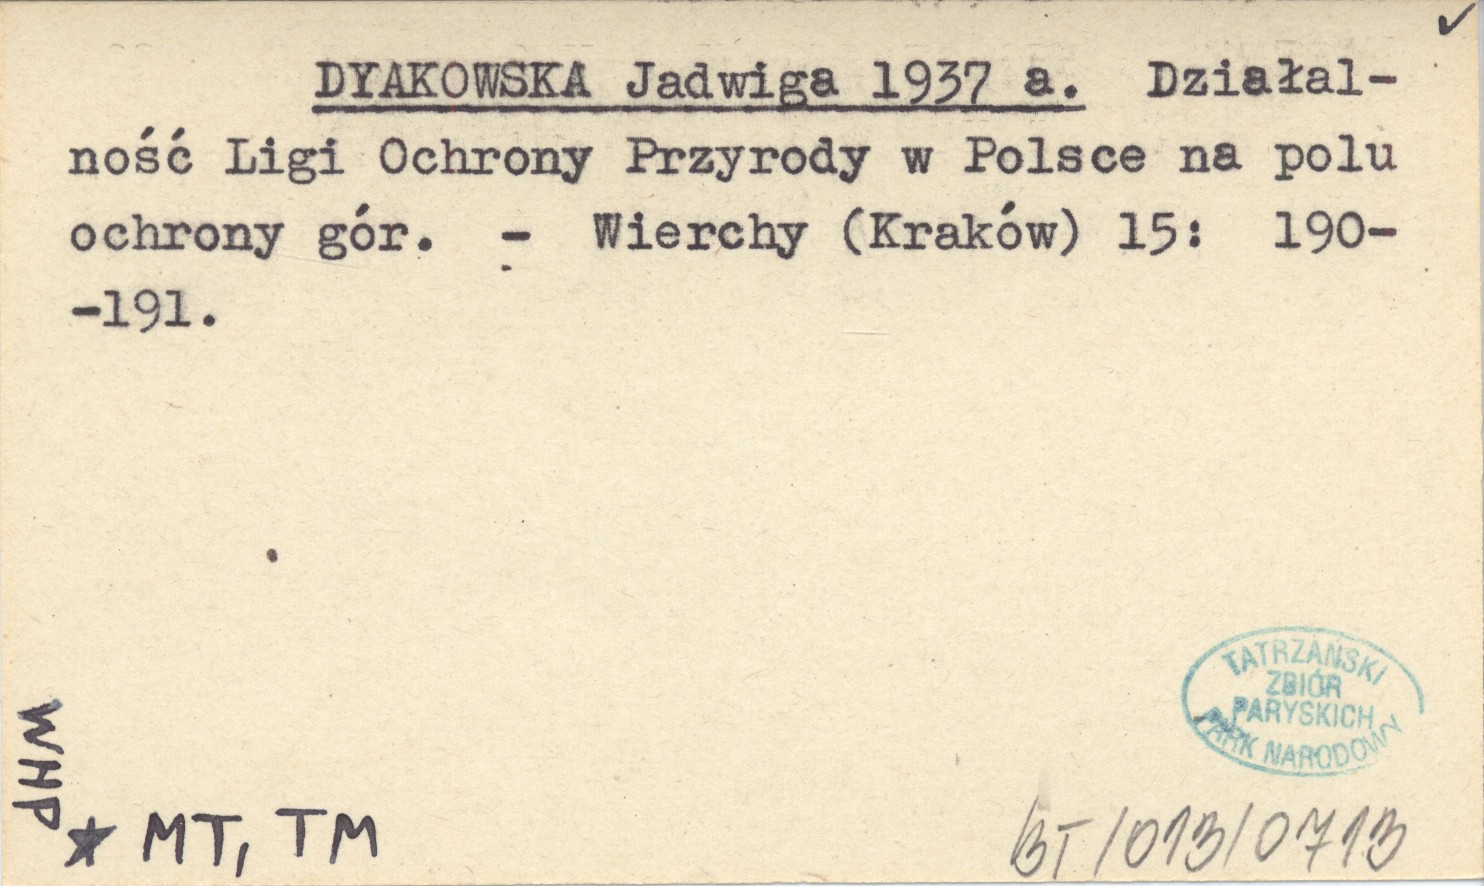 ✓
DYAKOWSKA Jadwiga 1937 a. Działal-
ność Ligi Ochrony Przyrody w Polsce na polu
ochrony gór. - Wierchy (Kraków) 15: 190-
-191.
TATRZAŃSKI
ZBIÓR
PARYSKICH
PARK NARODOWY
WHP
★ MT, TM
BT/013/0713